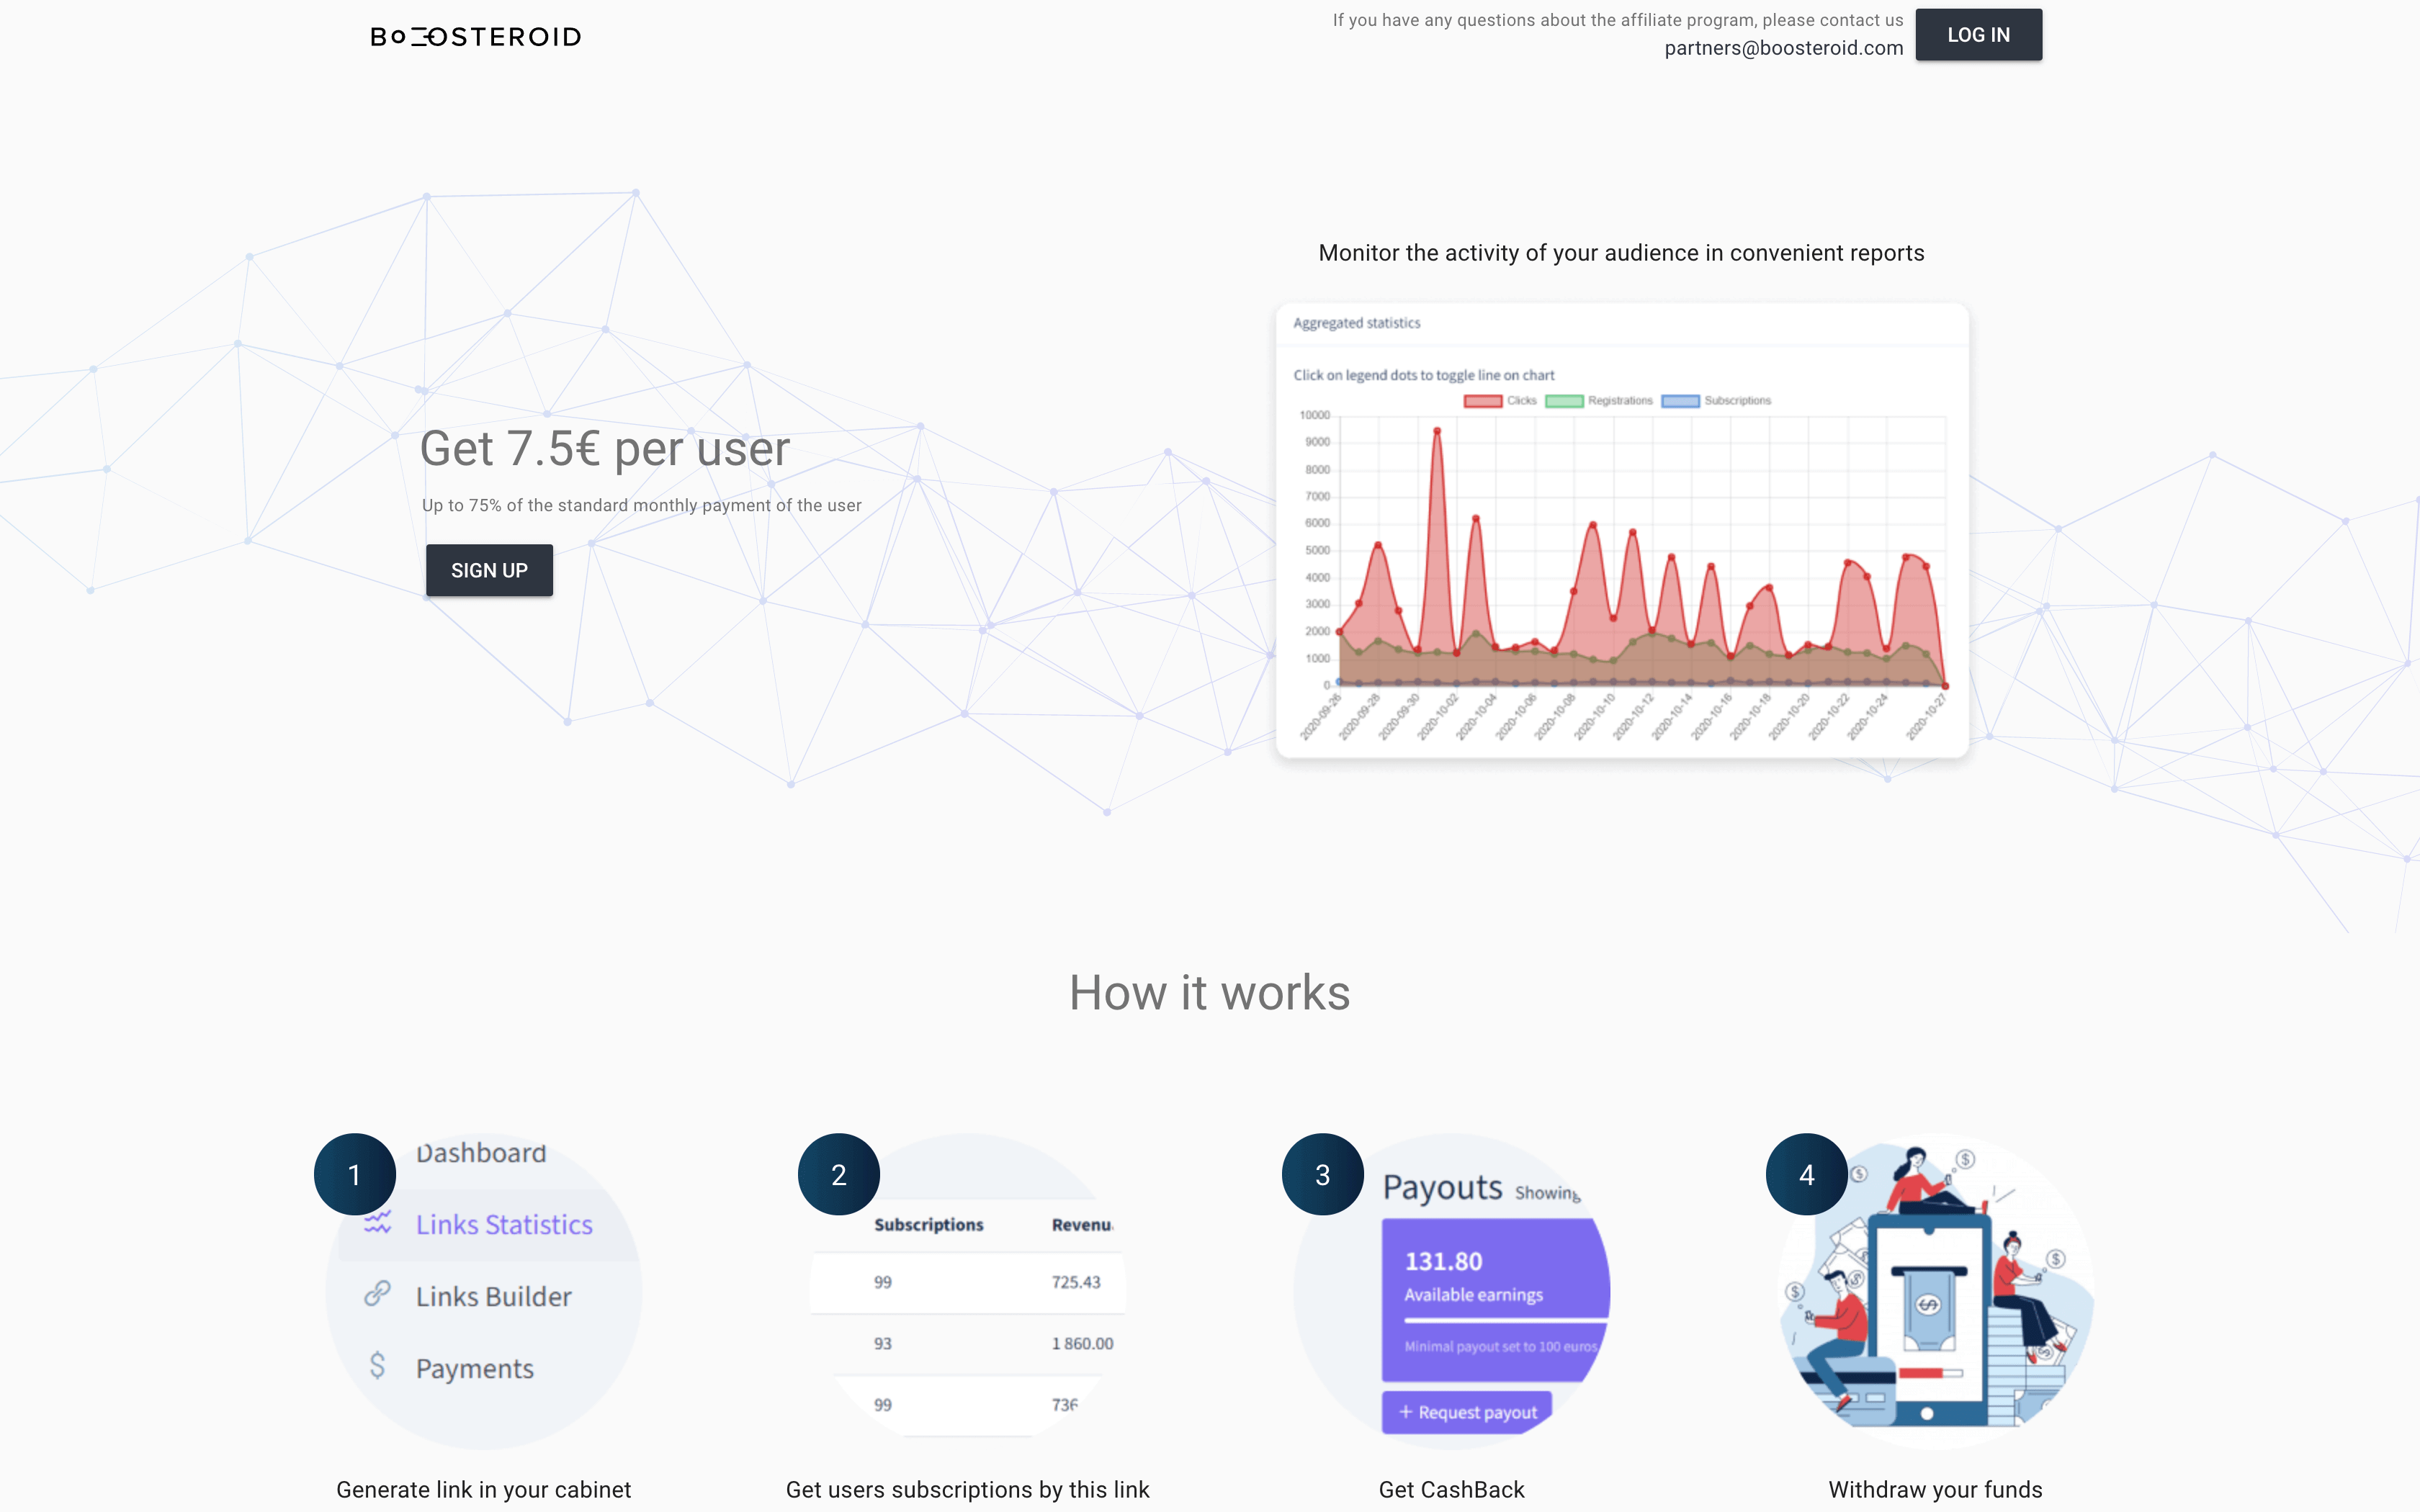 BOOSTEROID
If you have any questions about the affiliate program, please contact us
partners@boosteroid.com
LOG IN
Get 7.5€ per user
Up to 75% of the standard monthly payment of the user
SIGN UP
Monitor the activity of your audience in convenient reports
Aggregated statistics
Click on legend dots to toggle line on chart
Clicks Registrations Subscriptions
10000
9000
8000
7000
6000
5000
4000
3000
2000
1000
0
2020-09-26 2020-09-28 2020-09-30 2020-10-02 2020-10-04 2020-10-06 2020-10-08 2020-10-10 2020-10-12 2020-10-14 2020-10-16 2020-10-18 2020-10-20 2020-10-22 2020-10-24 2020-10-27
How it works
1
Dashboard
Links Statistics
Links Builder
$ Payments
Generate link in your cabinet
2
Subscriptions Revenu
99 725.43
93 1 860.00
99 736
Get users subscriptions by this link
3
Payouts Showing
131.80
Available earnings
Minimal payout set to 100 euros
+ Request payout
Get CashBack
4
$ $ $ $ $ $ $
Withdraw your funds